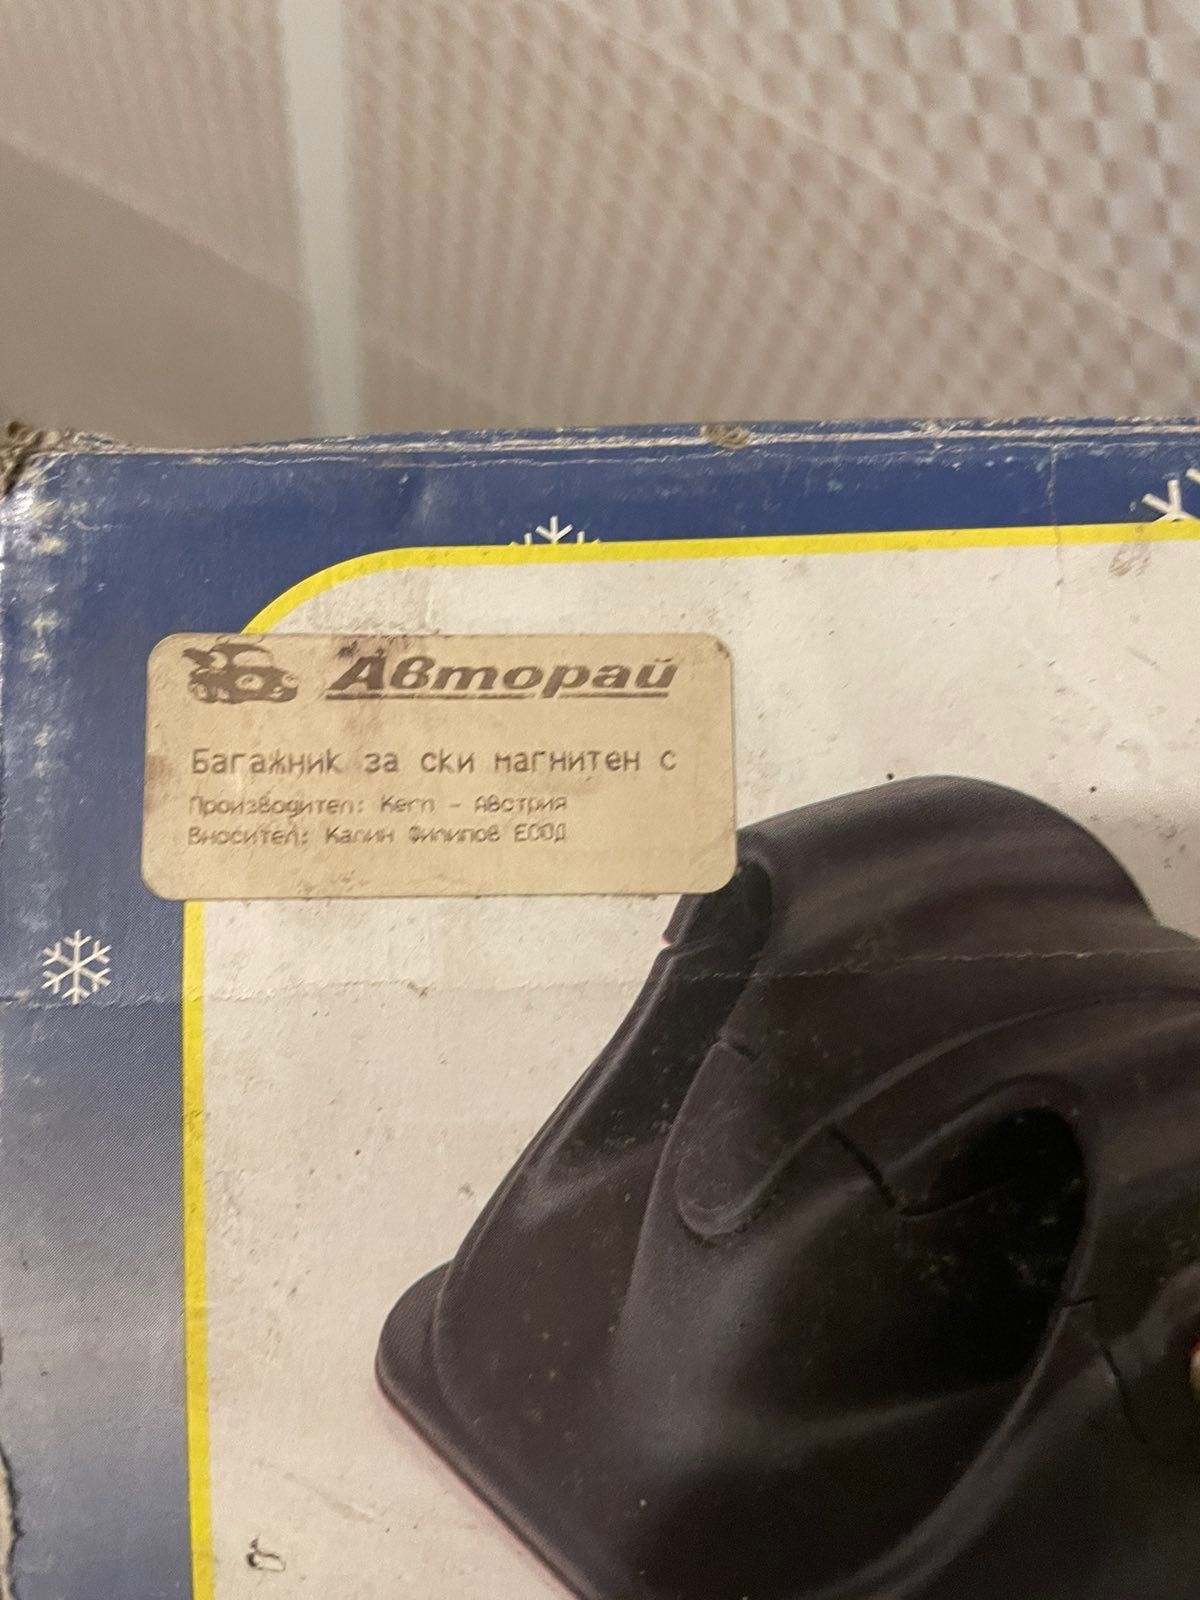 Авторай
Багажник за ски магнитен с
Производител: Kern - Австрия
Вносител: Калин Филипов ЕООД